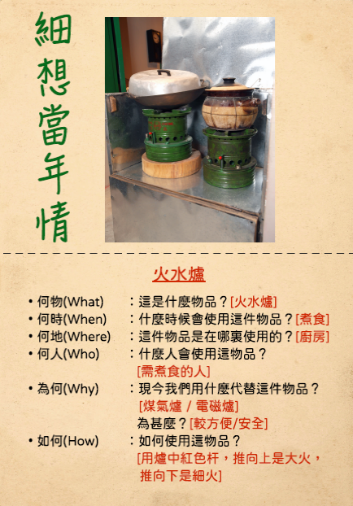 細想當年情
火水爐
• 何物(What) ：這是什麼物品？[火水爐]
• 何時(When) ：什麼時候會使用這件物品？[煮食]
• 何地(Where) ：這件物品是在哪裏使用的？[廚房]
• 何人(Who) ：什麼人會使用這物品？
[需煮食的人]
• 為何(Why) ：現今我們用什麼代替這件物品？
[煤氣爐 / 電磁爐]
為甚麼？[較方便/安全]
• 如何(How) ：如何使用這物品？
[用爐中紅色杆，推向上是大火，
推向下是細火]